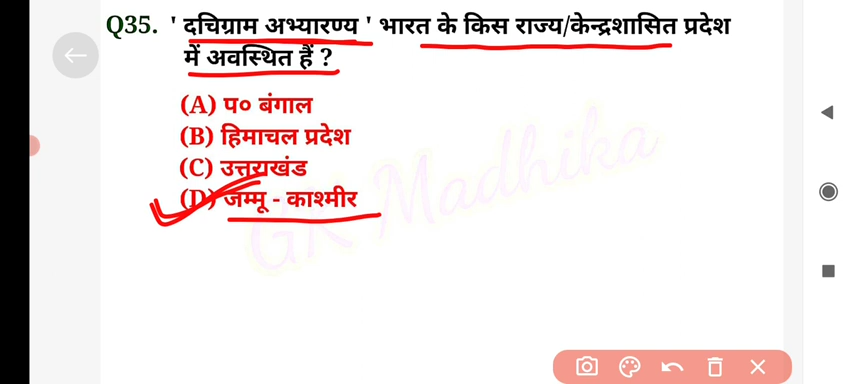 Q35. ' दचिग्राम अभ्यारण्य ' भारत के किस राज्य/केन्द्रशासित प्रदेश
में अवस्थित हैं ?
(A) प० बंगाल
(B) हिमाचल प्रदेश
(C) उत्तराखंड
(D) जम्मू - काश्मीर
GK Madhika